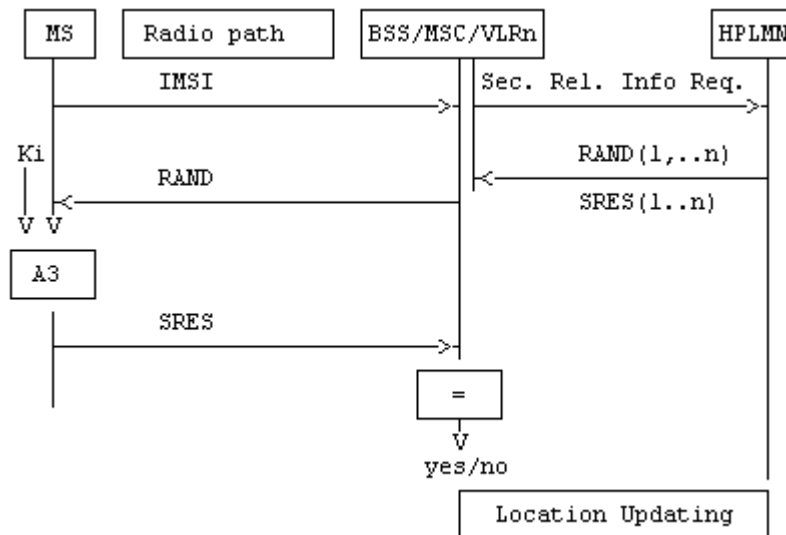 MS
Radio path
BSS/MSC/VLRn
HPLMN
IMSI
Sec. Rel. Info Req.
Ki
RAND
RAND(1,..n)
SRES(1..n)
V V
A3
SRES
=
V
yes/no
Location Updating